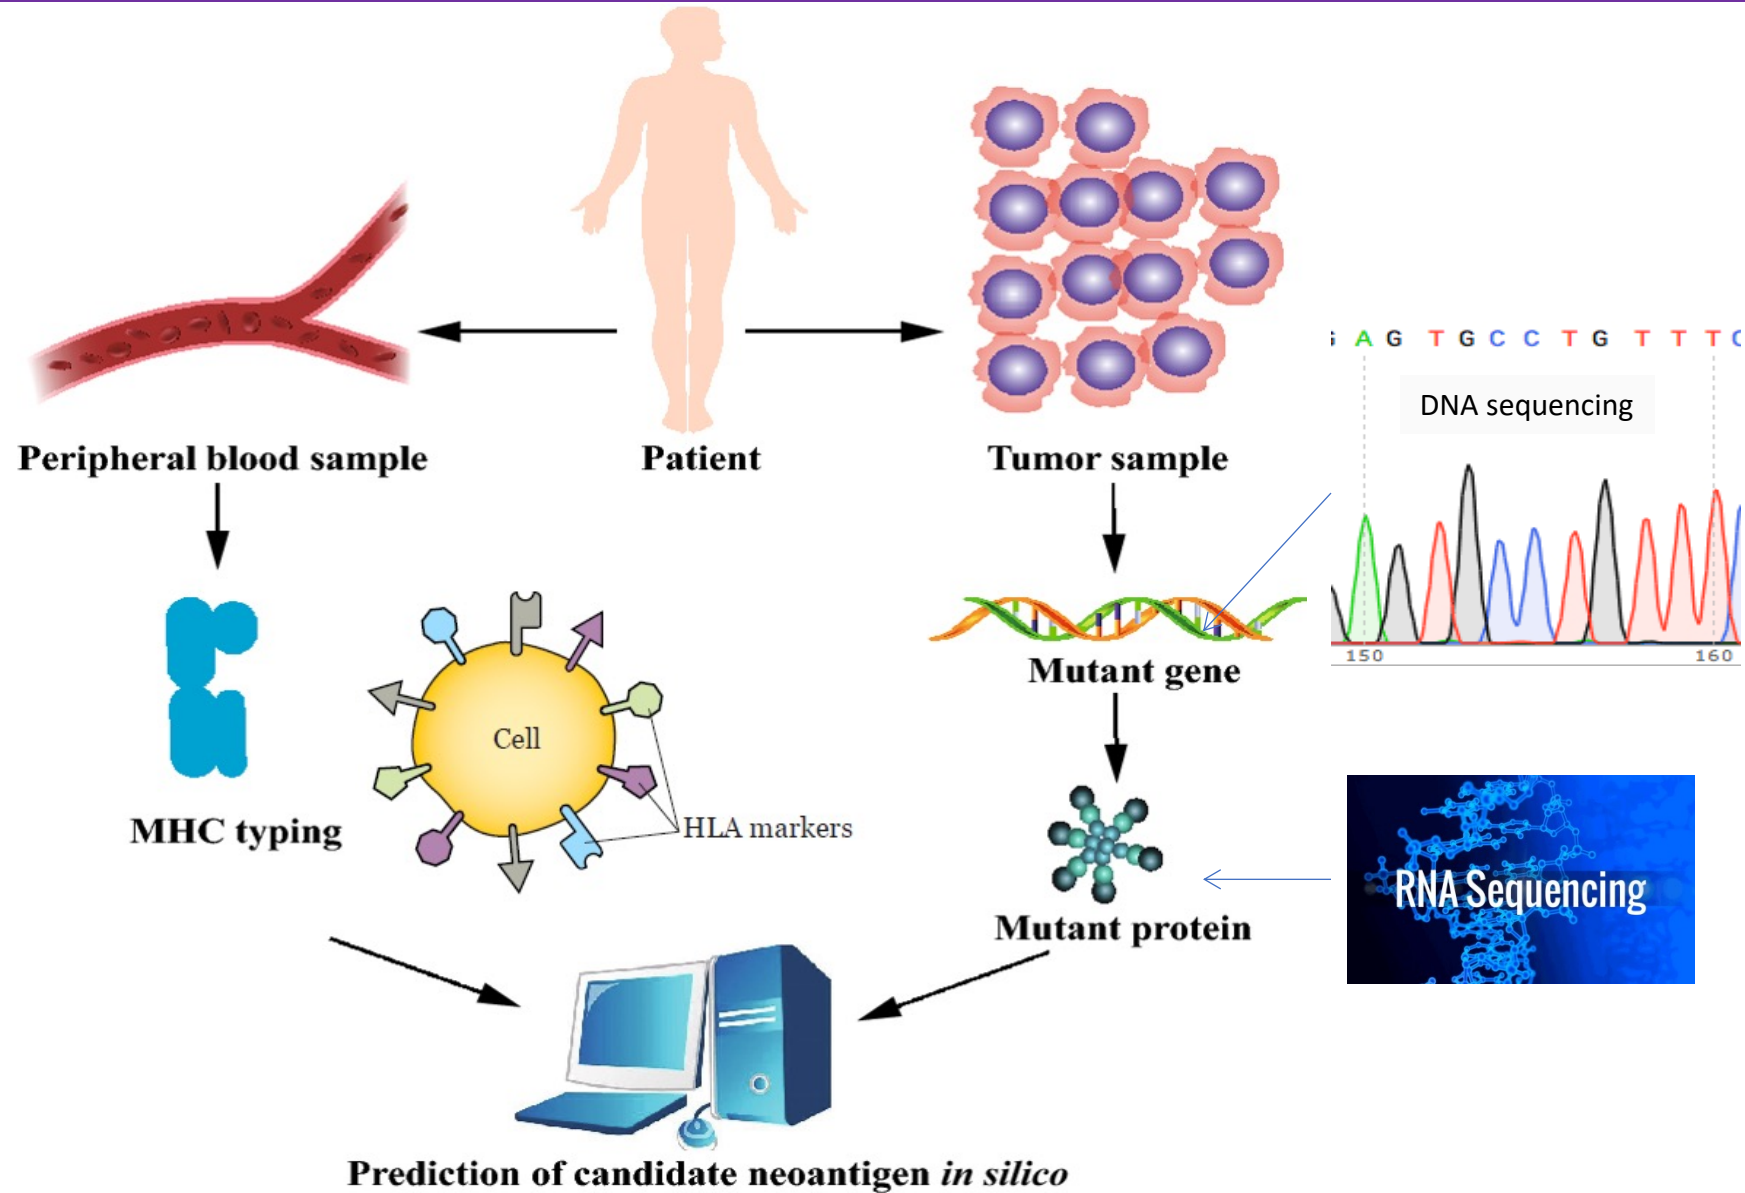 A G T G C C T G T T T C
DNA sequencing
Peripheral blood sample
Patient
Tumor sample
150
160
Mutant gene
Cell
MHC typing
HLA markers
RNA Sequencing
Mutant protein
Prediction of candidate neoantigen in silico